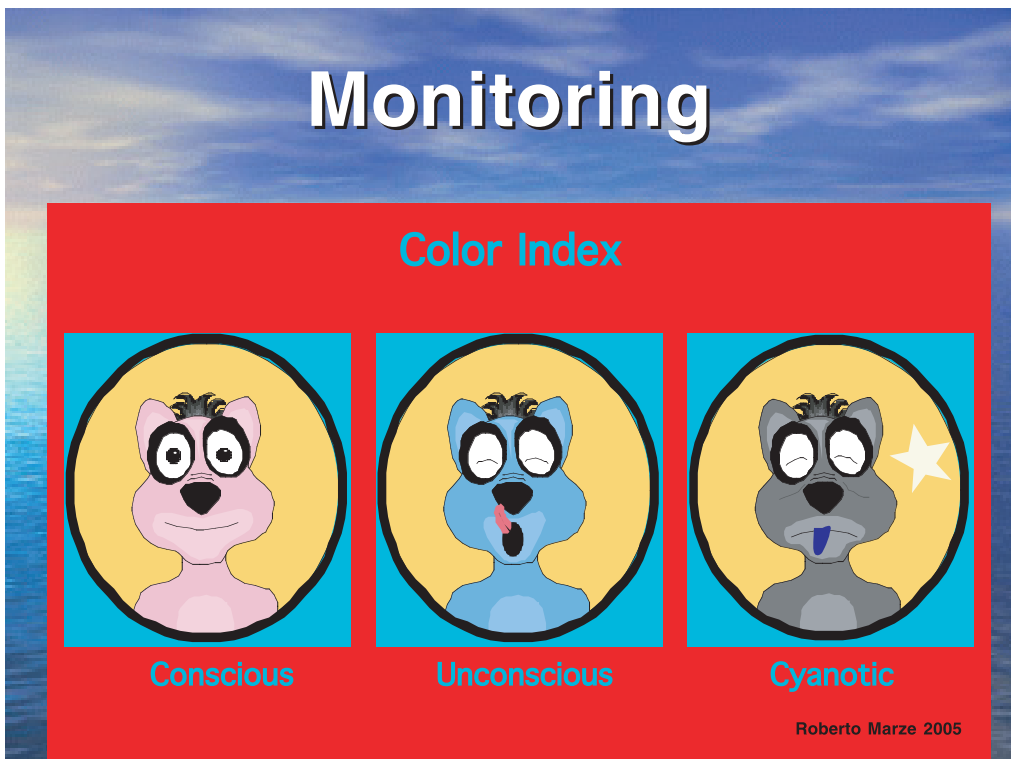 Monitoring
Color Index
Conscious
Unconscious
Cyanotic
Roberto Marze 2005